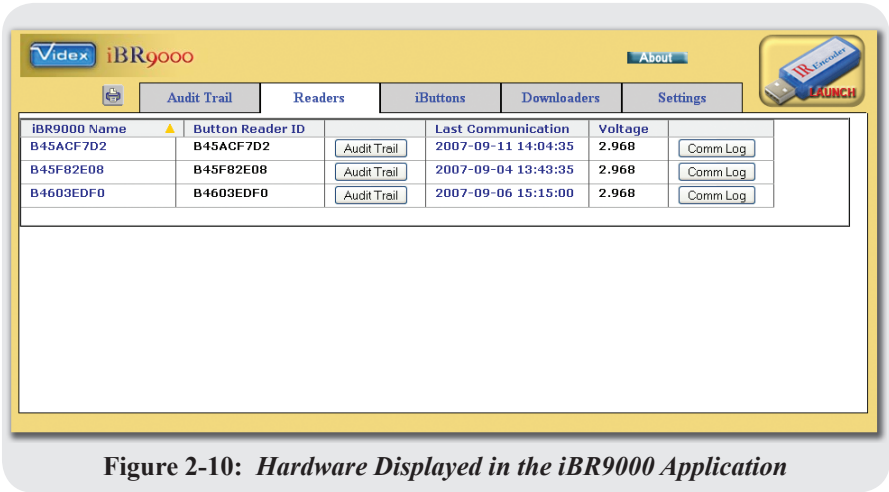 Videx iBR9000
About
IR Encoder
LAUNCH
Audit Trail Readers iButtons Downloaders Settings
iBR9000 Name Button Reader ID Last Communication Voltage
B45ACF7D2 B45ACF7D2 Audit Trail 2007-09-11 14:04:35 2.968 Comm Log
B45F82E08 B45F82E08 Audit Trail 2007-09-04 13:43:35 2.968 Comm Log
B4603EDF0 B4603EDF0 Audit Trail 2007-09-06 15:15:00 2.968 Comm Log
Figure 2-10: Hardware Displayed in the iBR9000 Application